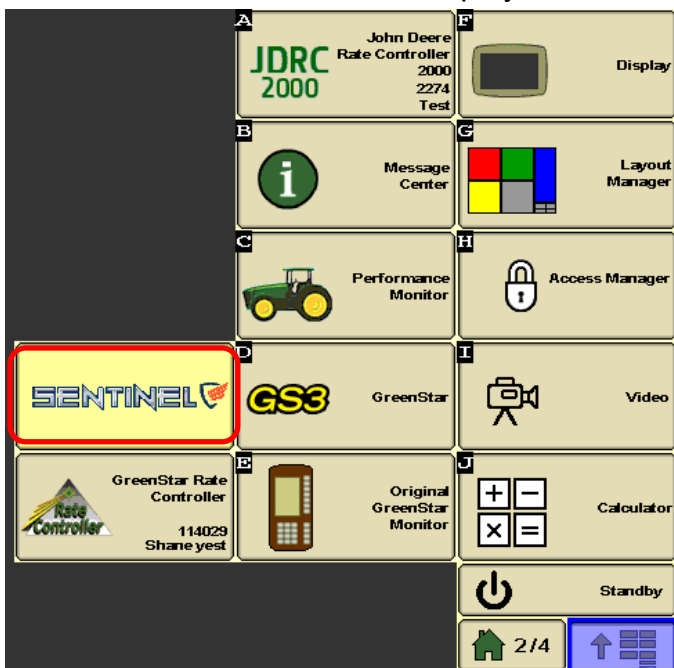 A
JDRC
2000
John Deere
Rate Controller
2000
2274
Test
F
Display
B
i
Message
Center
G
Layout
Manager
C
Performance
Monitor
H
Access Manager
SENTINEL
D
GS3
GreenStar
I
Video
Rate
Controller
GreenStar Rate
Controller
114029
Shane yest
E
Original
GreenStar
Monitor
J
+ −
× =
Calculator
Standby
2/4